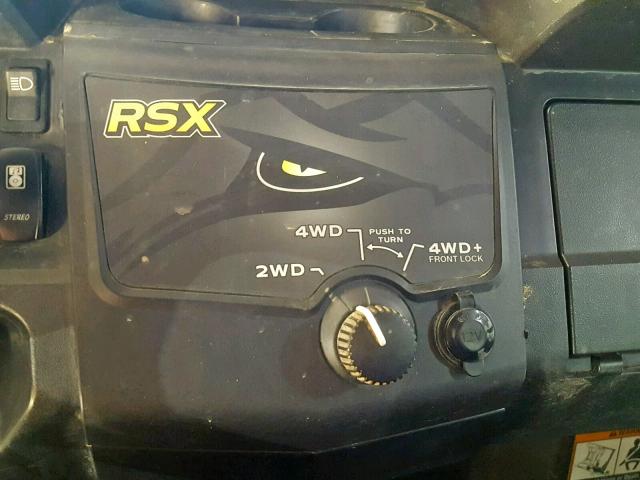 RSX
STEREO
4WD
PUSH TO
TURN
4WD+
FRONT LOCK
2WD